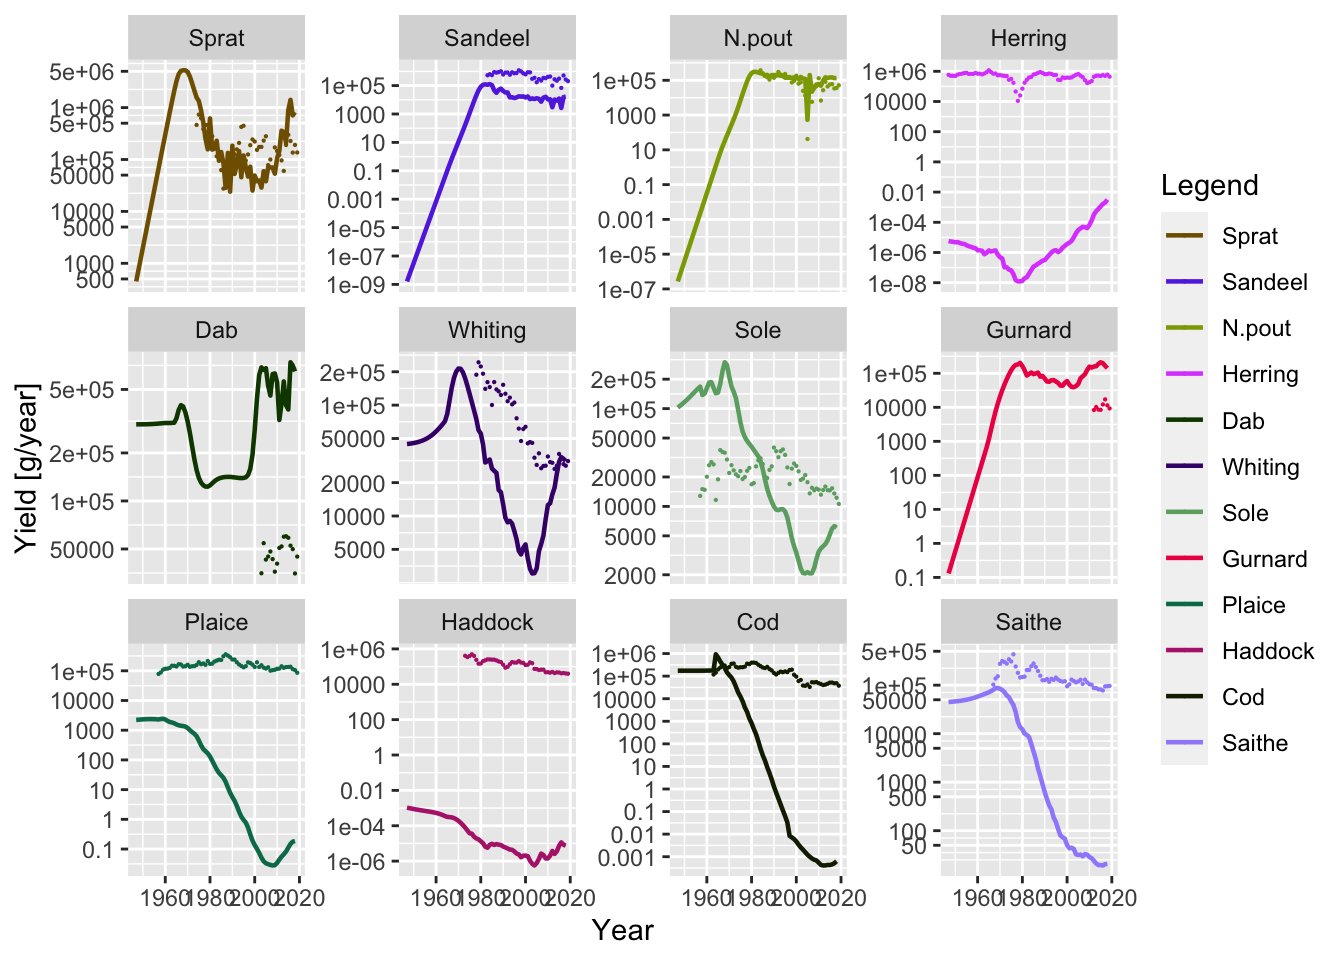 Sprat Sandeel N.pout Herring
5e+06
1e+06
5e+05
1e+05
50000
10000
5000
1000
500
1e+05
1000
10
0.1
0.001
1e-05
1e-07
1e-09
1e+05
1000
10
0.1
0.001
1e-05
1e-07
1e+06
10000
100
1
0.01
1e-04
1e-06
1e-08
Dab Whiting Sole Gurnard
5e+05
2e+05
1e+05
50000
2e+05
1e+05
50000
20000
10000
5000
2e+05
1e+05
50000
20000
10000
5000
2000
1e+05
10000
1000
100
10
1
0.1
Plaice Haddock Cod Saithe
1e+05
10000
1000
100
10
1
0.1
1e+06
10000
100
1
0.01
1e-04
1e-06
1e+06
1e+05
10000
1000
100
10
1
0.1
0.01
0.001
5e+05
1e+05
50000
10000
5000
1000
500
100
50
1960 1980 2000 2020 1960 1980 2000 2020 1960 1980 2000 2020 1960 1980 2000 2020
Year
Yield [g/year]
Legend
Sprat
Sandeel
N.pout
Herring
Dab
Whiting
Sole
Gurnard
Plaice
Haddock
Cod
Saithe